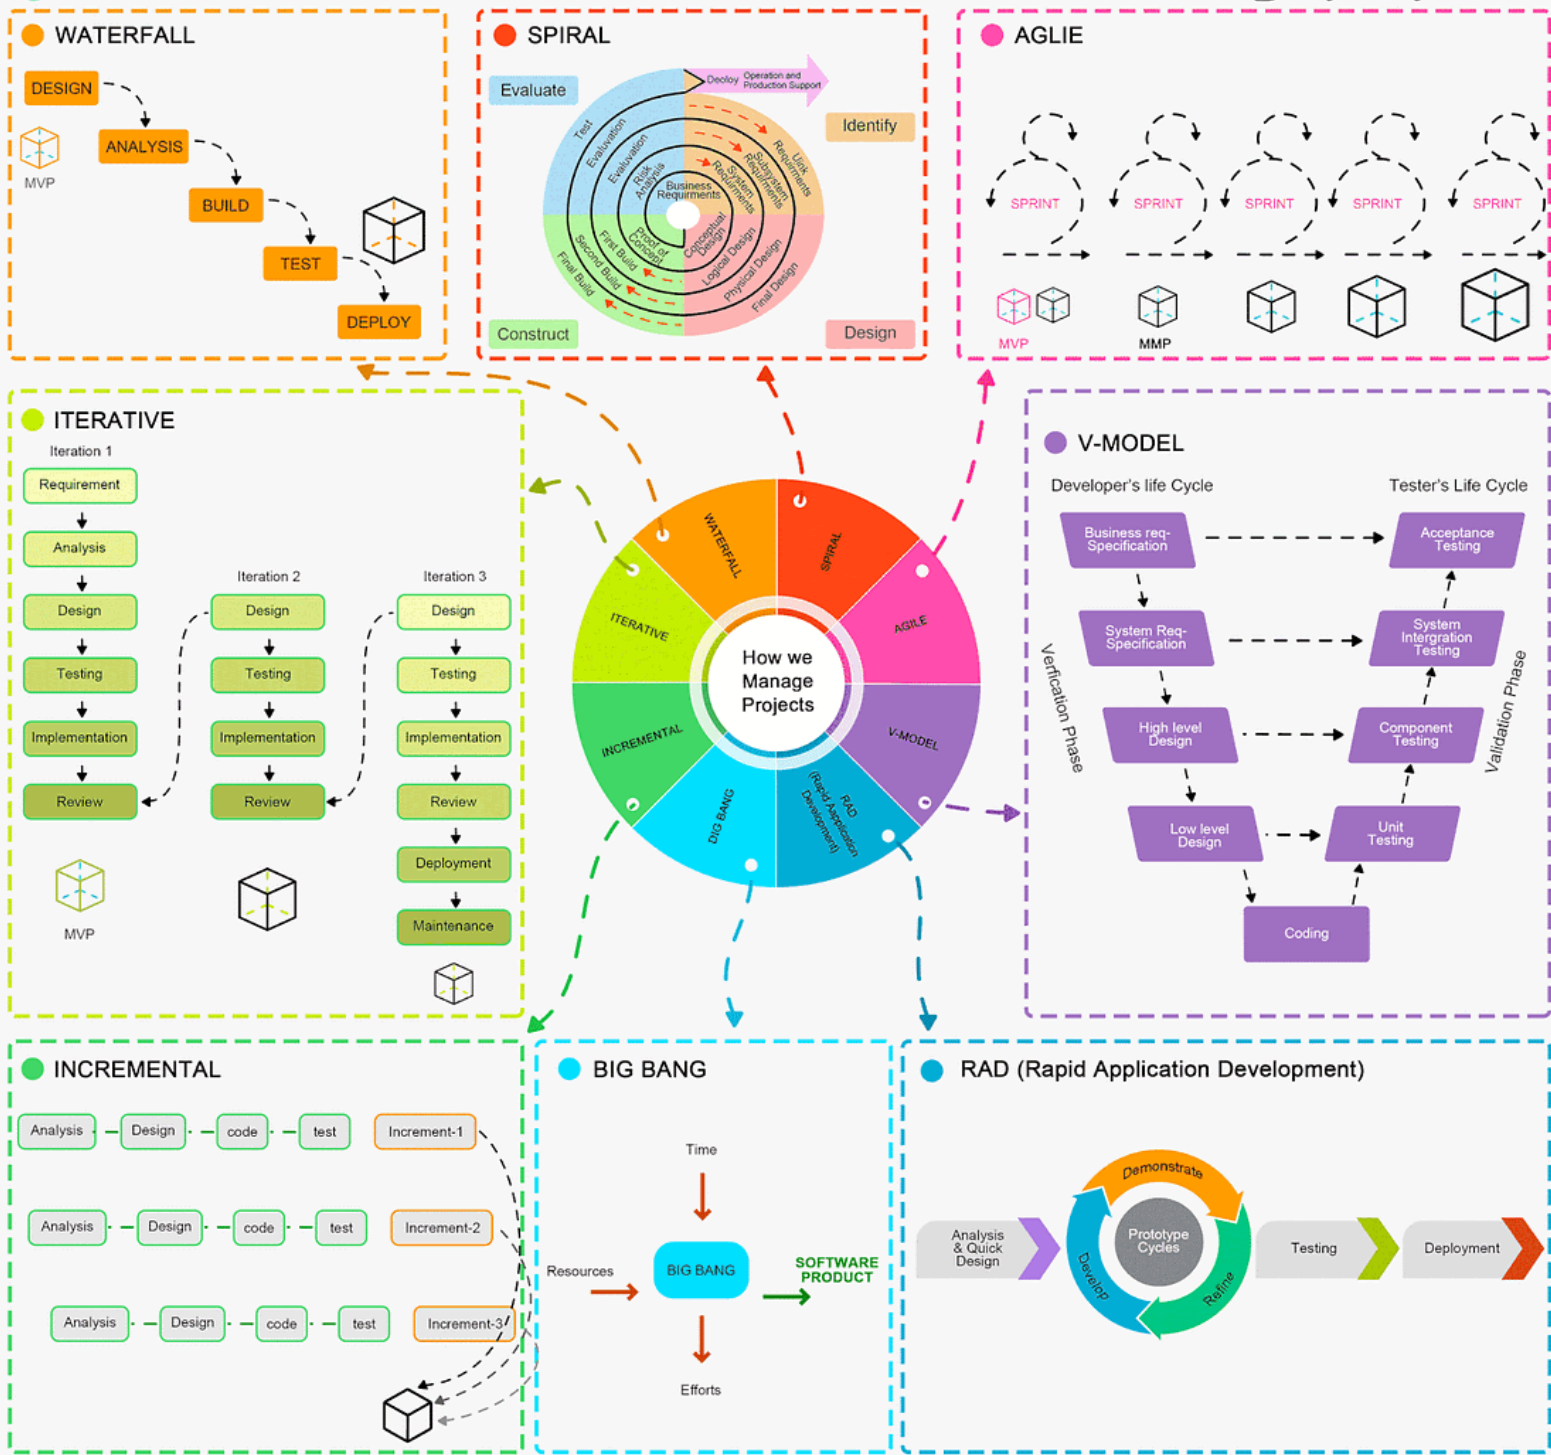 WATERFALL
DESIGN
ANALYSIS
BUILD
TEST
DEPLOY
MVP
SPIRAL
Evaluate
Identify
Construct
Design
Deoloy
Operation and
Production Support
Test
Evaluvation
Evaluvation
Risk
Analysis
Business
Requirments
System
Requirments
Subsystem
Requirments
Uink
Requirments
Proof of
Concept
First Build
Second Build
Final Build
Conceptual
Design
Logical Design
Physical Design
Final Design
AGLIE
SPRINT
SPRINT
SPRINT
SPRINT
SPRINT
MVP
MMP
ITERATIVE
Iteration 1
Requirement
Analysis
Design
Testing
Implementation
Review
MVP
Iteration 2
Design
Testing
Implementation
Review
Iteration 3
Design
Testing
Implementation
Review
Deployment
Maintenance
WATERFALL
SPIRAL
AGILE
V-MODEL
RAD
(Rapid Aapplication
Development)
DIG BANG
INCREMENTAL
ITERATIVE
How we
Manage
Projects
V-MODEL
Developer's life Cycle
Tester's Life Cycle
Business req-
Specification
Acceptance
Testing
System Req-
Specification
System
Intergration
Testing
High level
Design
Component
Testing
Low level
Design
Unit
Testing
Coding
Verfication Phase
Validation Phase
INCREMENTAL
Analysis
Design
code
test
Increment-1
Analysis
Design
code
test
Increment-2
Analysis
Design
code
test
Increment-3
BIG BANG
Time
Resources
BIG BANG
SOFTWARE
PRODUCT
Efforts
RAD (Rapid Application Development)
Analysis
& Quick
Design
Demonstrate
Prototype
Cycles
Develop
Refine
Testing
Deployment